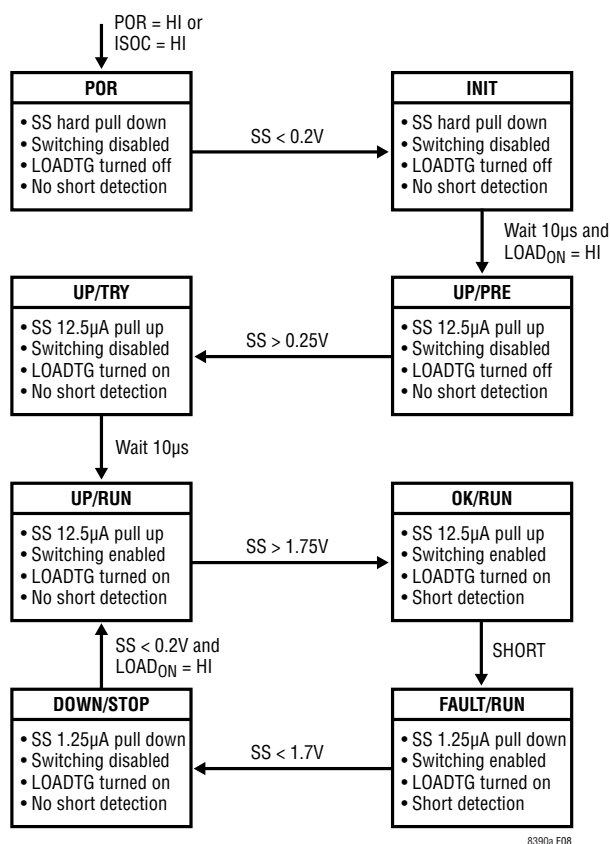 POR = HI or
ISOC = HI
POR
• SS hard pull down
• Switching disabled
• LOADTG turned off
• No short detection
SS < 0.2V
INIT
• SS hard pull down
• Switching disabled
• LOADTG turned off
• No short detection
Wait 10µs and
LOADON = HI
UP/PRE
• SS 12.5µA pull up
• Switching disabled
• LOADTG turned off
• No short detection
SS > 0.25V
UP/TRY
• SS 12.5µA pull up
• Switching disabled
• LOADTG turned on
• No short detection
Wait 10µs
UP/RUN
• SS 12.5µA pull up
• Switching enabled
• LOADTG turned on
• No short detection
SS > 1.75V
OK/RUN
• SS 12.5µA pull up
• Switching enabled
• LOADTG turned on
• Short detection
SHORT
FAULT/RUN
• SS 1.25µA pull down
• Switching enabled
• LOADTG turned on
• Short detection
SS < 1.7V
DOWN/STOP
• SS 1.25µA pull down
• Switching disabled
• LOADTG turned on
• No short detection
SS < 0.2V and
LOADON = HI
8390a F08